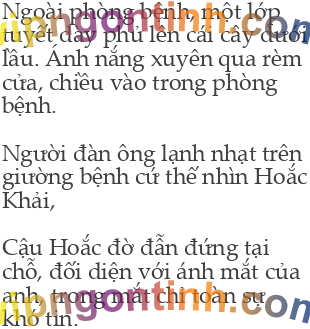 Ngoài phòng bệnh, một lớp
tuyết dày phủ lên cái cây dưới
lầu. Ánh nắng xuyên qua rèm
cửa, chiều vào trong phòng
bệnh.
Người đàn ông lạnh nhạt trên
giường bệnh cứ thế nhìn Hoắc
Khải,
Cậu Hoắc đờ đẫn đứng tại
chỗ, đối diện với ánh mắt của
anh, trong mắt chỉ toàn sự
khó tin.